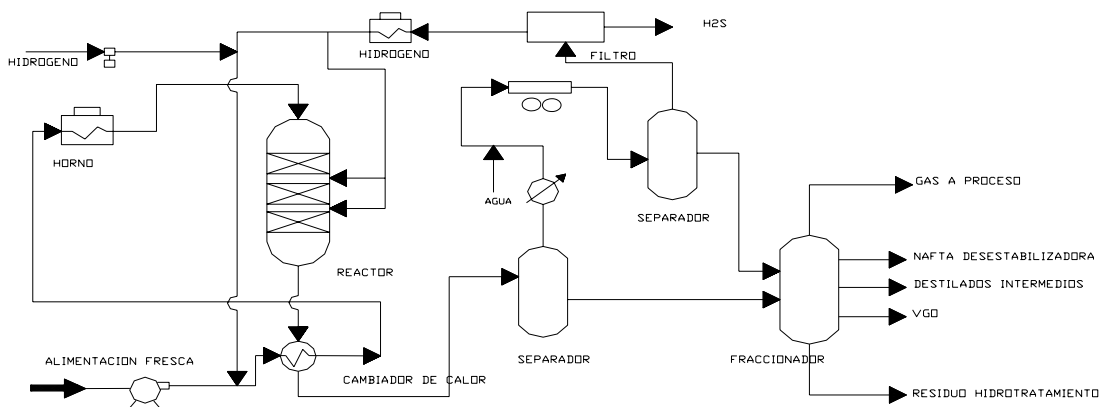 H2S
HIDROGENO
HIDROGENO
FILTRO
HORNO
AGUA
GAS A PROCESO
SEPARADOR
NAFTA DESESTABILIZADORA
REACTOR
DESTILADOS INTERMEDIOS
VGO
ALIMENTACION FRESCA
SEPARADOR
FRACCIONADOR
CAMBIADOR DE CALOR
RESIDUO HIDROTRATAMIENTO